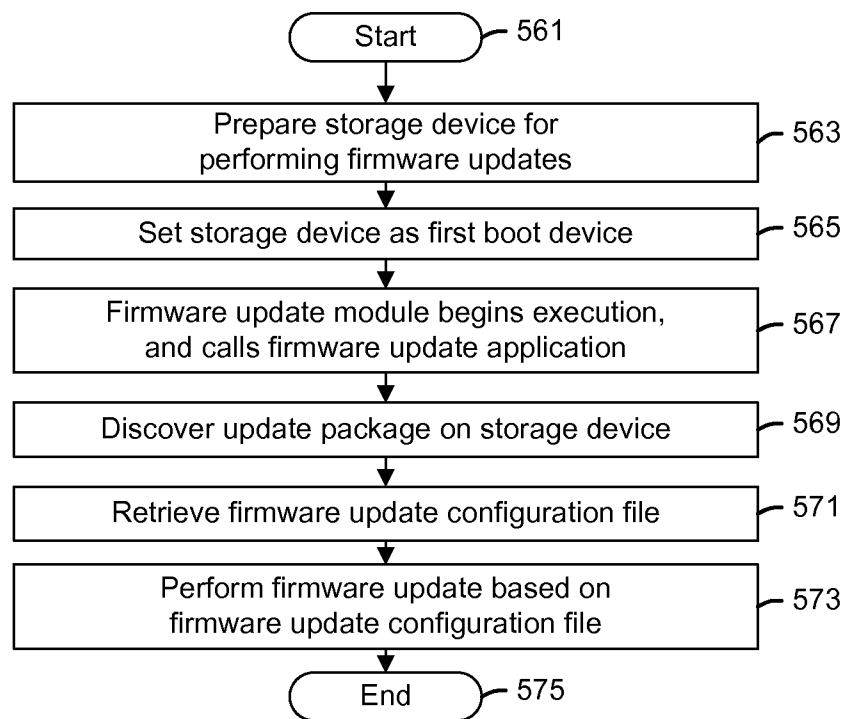 Start
561
Prepare storage device for
performing firmware updates
563
Set storage device as first boot device
565
Firmware update module begins execution,
and calls firmware update application
567
Discover update package on storage device
569
Retrieve firmware update configuration file
571
Perform firmware update based on
firmware update configuration file
573
End
575